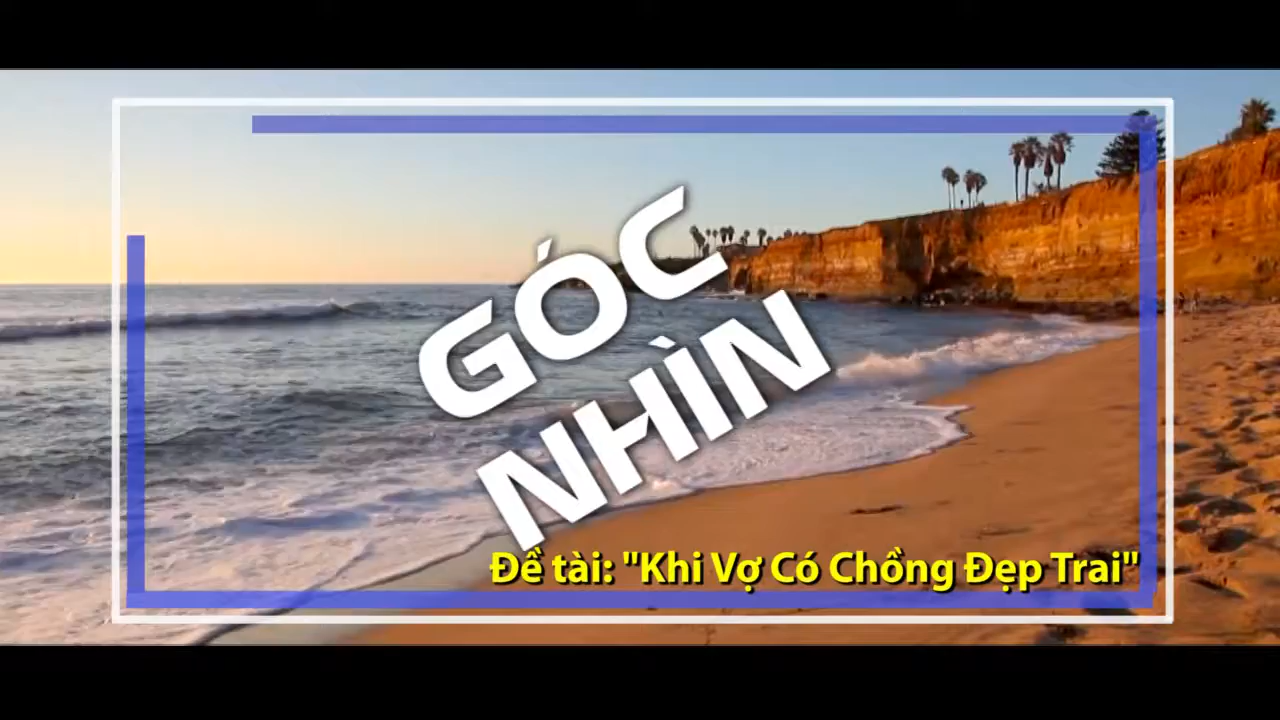 GÓC
NHÌN
Đề tài: "Khi Vợ Có Chồng Đẹp Trai"